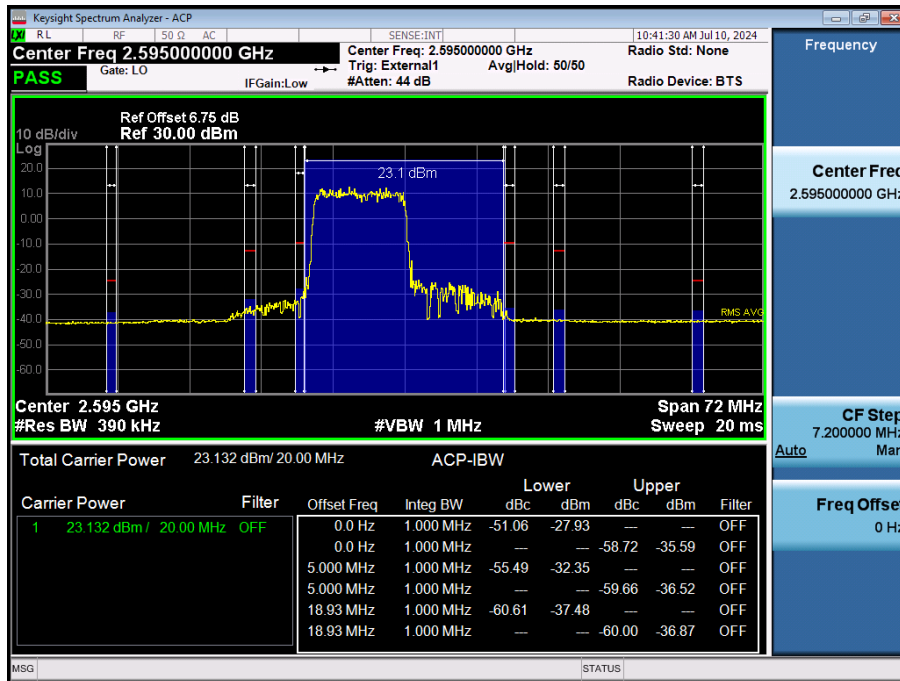 Keysight Spectrum Analyzer - ACP
LXI RL RF 50 Ω AC SENSE:INT 10:41:30 AM Jul 10, 2024
Center Freq 2.595000000 GHz Center Freq: 2.595000000 GHz Radio Std: None
Gate: LO Trig: External1 Avg|Hold: 50/50
PASS IFGain:Low #Atten: 44 dB Radio Device: BTS
Ref Offset 6.75 dB
10 dB/div Ref 30.00 dBm
Log
20.0
10.0
0.00
-10.0
-20.0
-30.0
-40.0
-50.0
-60.0
23.1 dBm
RMS AVG
Center 2.595 GHz Span 72 MHz
#Res BW 390 kHz #VBW 1 MHz Sweep 20 ms
Total Carrier Power 23.132 dBm/ 20.00 MHz ACP-IBW
Lower Upper
Carrier Power Filter Offset Freq Integ BW dBc dBm dBc dBm Filter
1 23.132 dBm / 20.00 MHz OFF 0.0 Hz 1.000 MHz -51.06 -27.93 --- --- OFF
0.0 Hz 1.000 MHz --- --- -58.72 -35.59 OFF
5.000 MHz 1.000 MHz -55.49 -32.35 --- --- OFF
5.000 MHz 1.000 MHz --- --- -59.66 -36.52 OFF
18.93 MHz 1.000 MHz -60.61 -37.48 --- --- OFF
18.93 MHz 1.000 MHz --- --- -60.00 -36.87 OFF
MSG STATUS
Frequency
Center Freq
2.595000000 GHz
CF Step
7.200000 MHz
Auto Man
Freq Offset
0 Hz